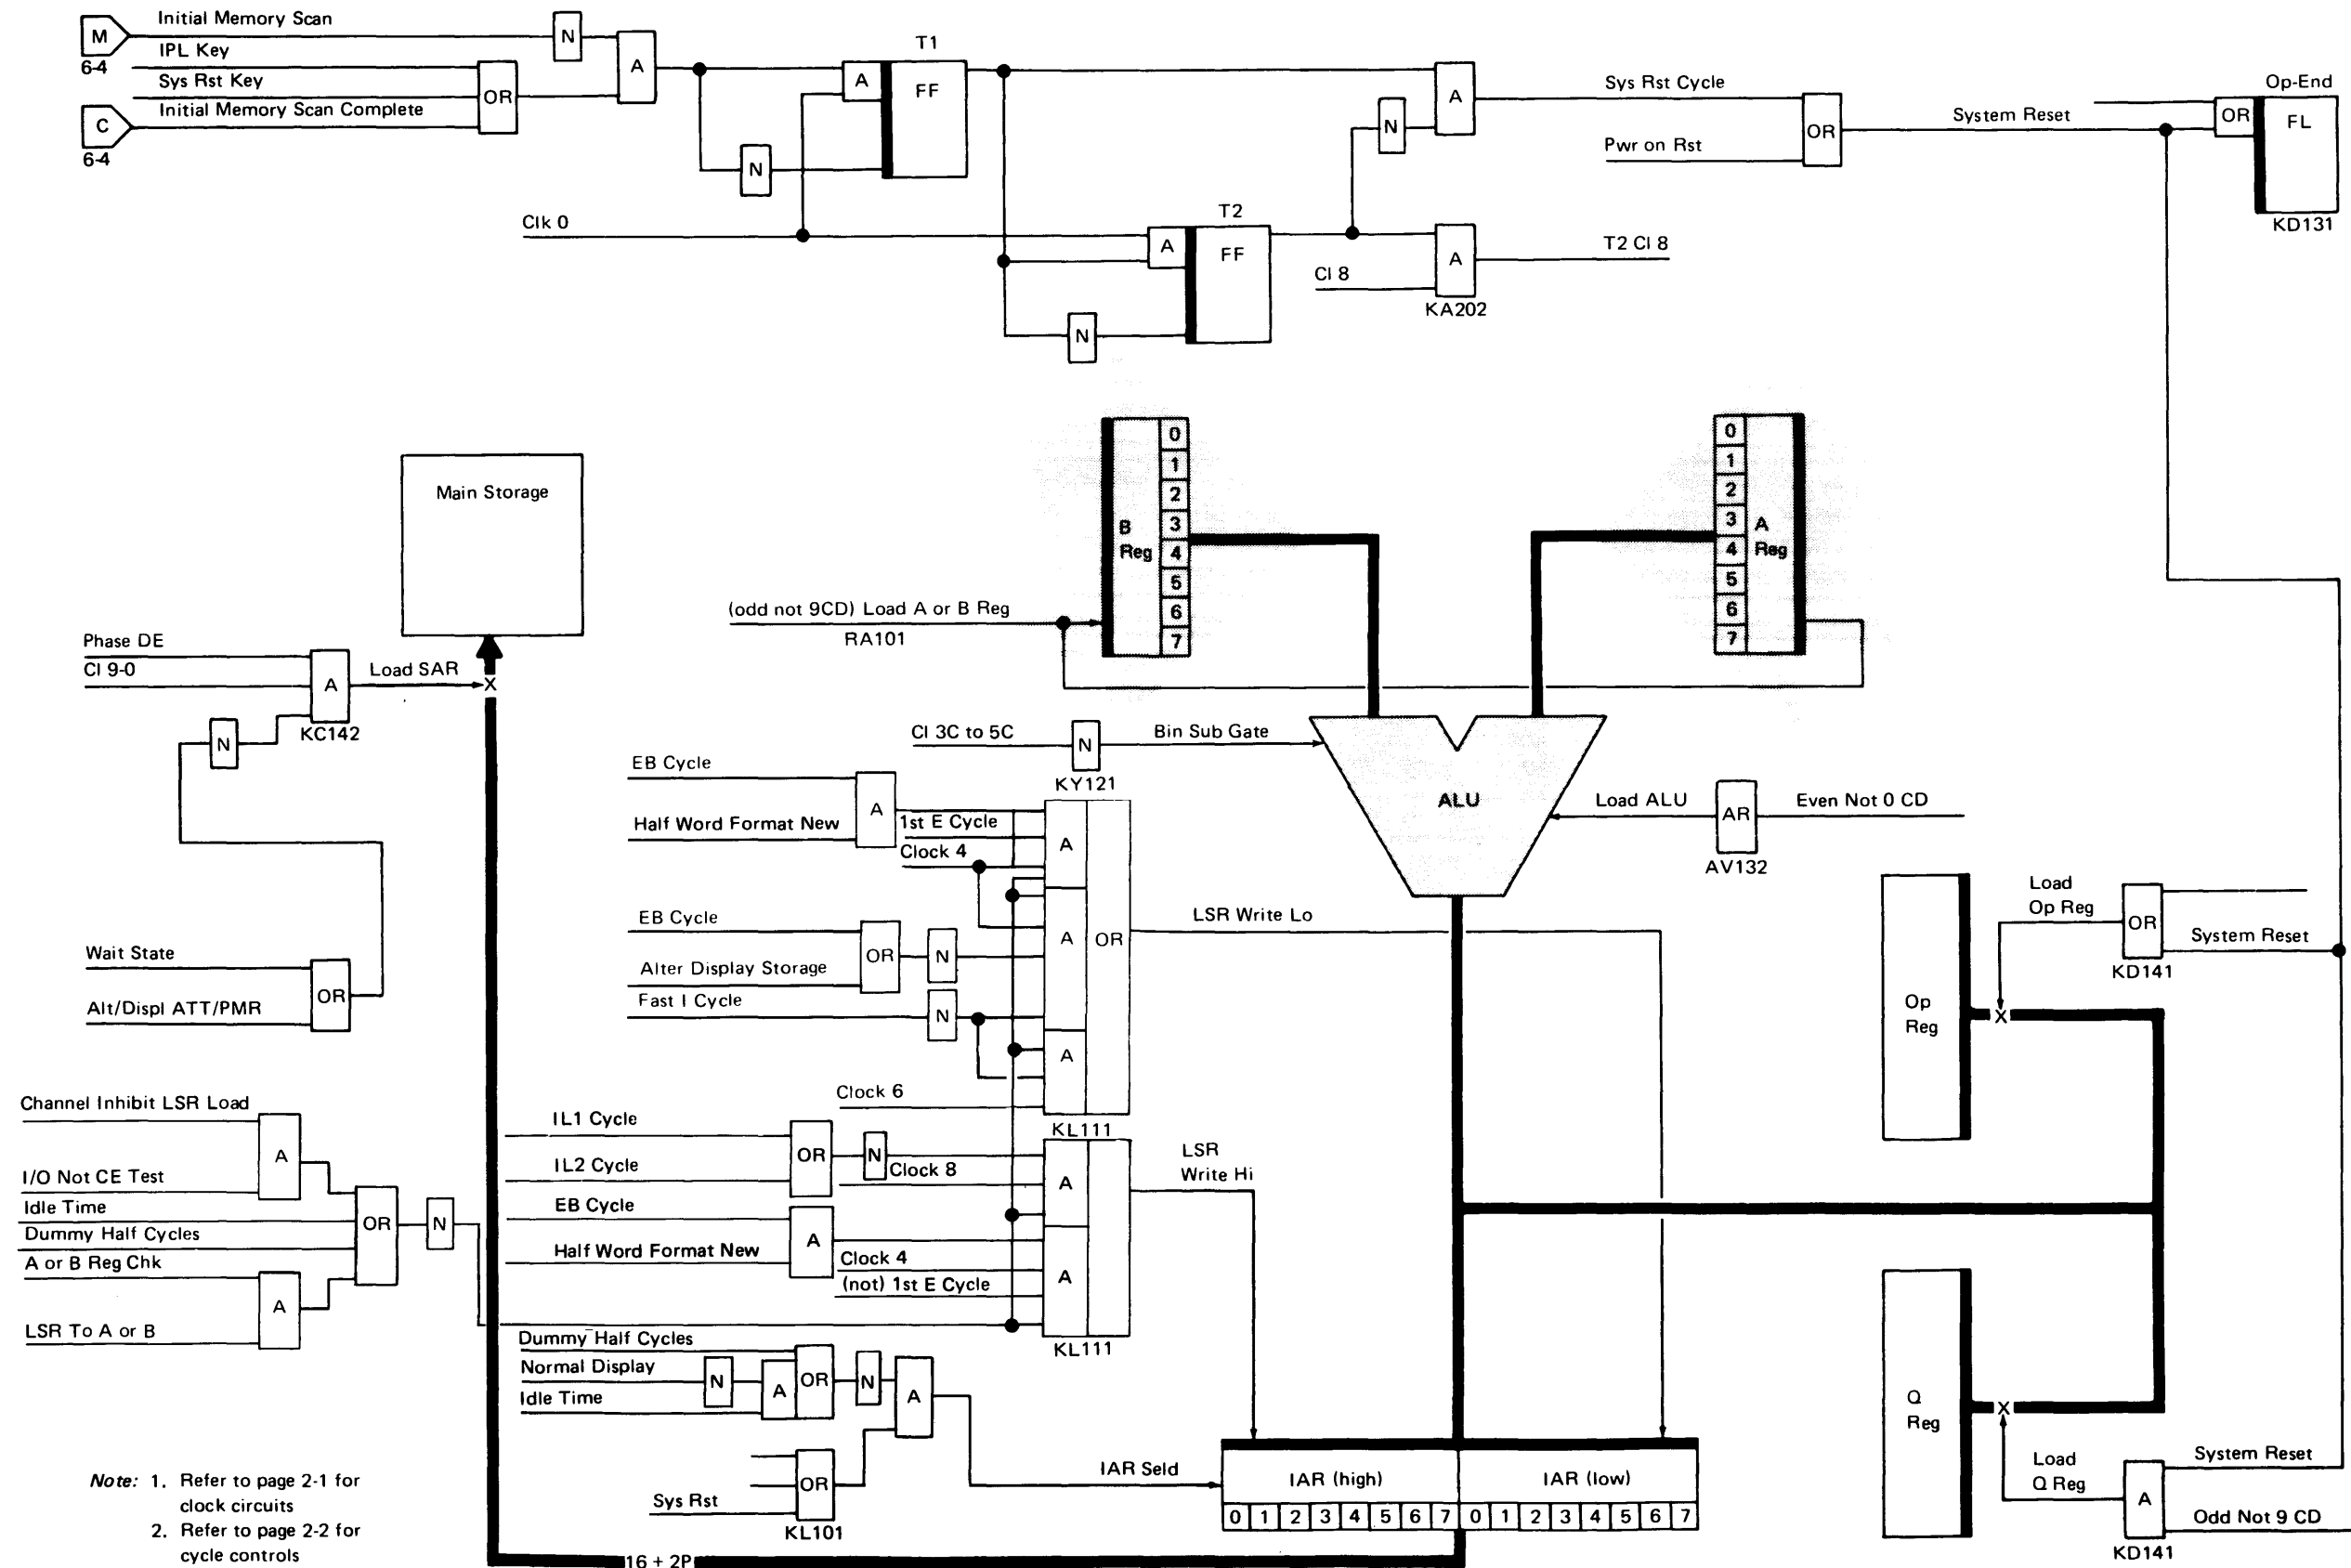 Initial Memory Scan
M
6-4
IPL Key
Sys Rst Key
Initial Memory Scan Complete
C
6-4
N
OR
A
N
A
T1
FF
Clk 0
A
T2
FF
N
N
A
Sys Rst Cycle
Pwr on Rst
OR
System Reset
Op-End
OR
FL
KD131
Cl 8
A
T2 Cl 8
KA202
Main Storage
B
Reg
0
1
2
3
4
5
6
7
0
1
2
3
4
5
6
7
A
Reg
(odd not 9CD) Load A or B Reg
RA101
Phase DE
Cl 9-0
A
Load SAR
X
KC142
N
Wait State
Alt/Displ ATT/PMR
OR
Cl 3C to 5C
N
Bin Sub Gate
KY121
ALU
Load ALU
AR
Even Not 0 CD
AV132
EB Cycle
Half Word Format New
A
1st E Cycle
Clock 4
A
EB Cycle
Alter Display Storage
OR
N
Fast I Cycle
N
A
OR
A
LSR Write Lo
Clock 6
KL111
Op
Reg
X
Load
Op Reg
OR
System Reset
KD141
Channel Inhibit LSR Load
A
I/O Not CE Test
Idle Time
Dummy Half Cycles
A or B Reg Chk
OR
N
A
LSR To A or B
IL1 Cycle
IL2 Cycle
OR
N
Clock 8
A
EB Cycle
Half Word Format New
A
Clock 4
(not) 1st E Cycle
A
LSR
Write Hi
KL111
Dummy Half Cycles
Normal Display
Idle Time
N
A
OR
N
A
Sys Rst
OR
KL101
IAR Seld
IAR (high)
IAR (low)
0 1 2 3 4 5 6 7 0 1 2 3 4 5 6 7
16 + 2P
Q
Reg
X
Load
Q Reg
System Reset
A
Odd Not 9 CD
KD141
Note: 1. Refer to page 2-1 for
clock circuits
2. Refer to page 2-2 for
cycle controls